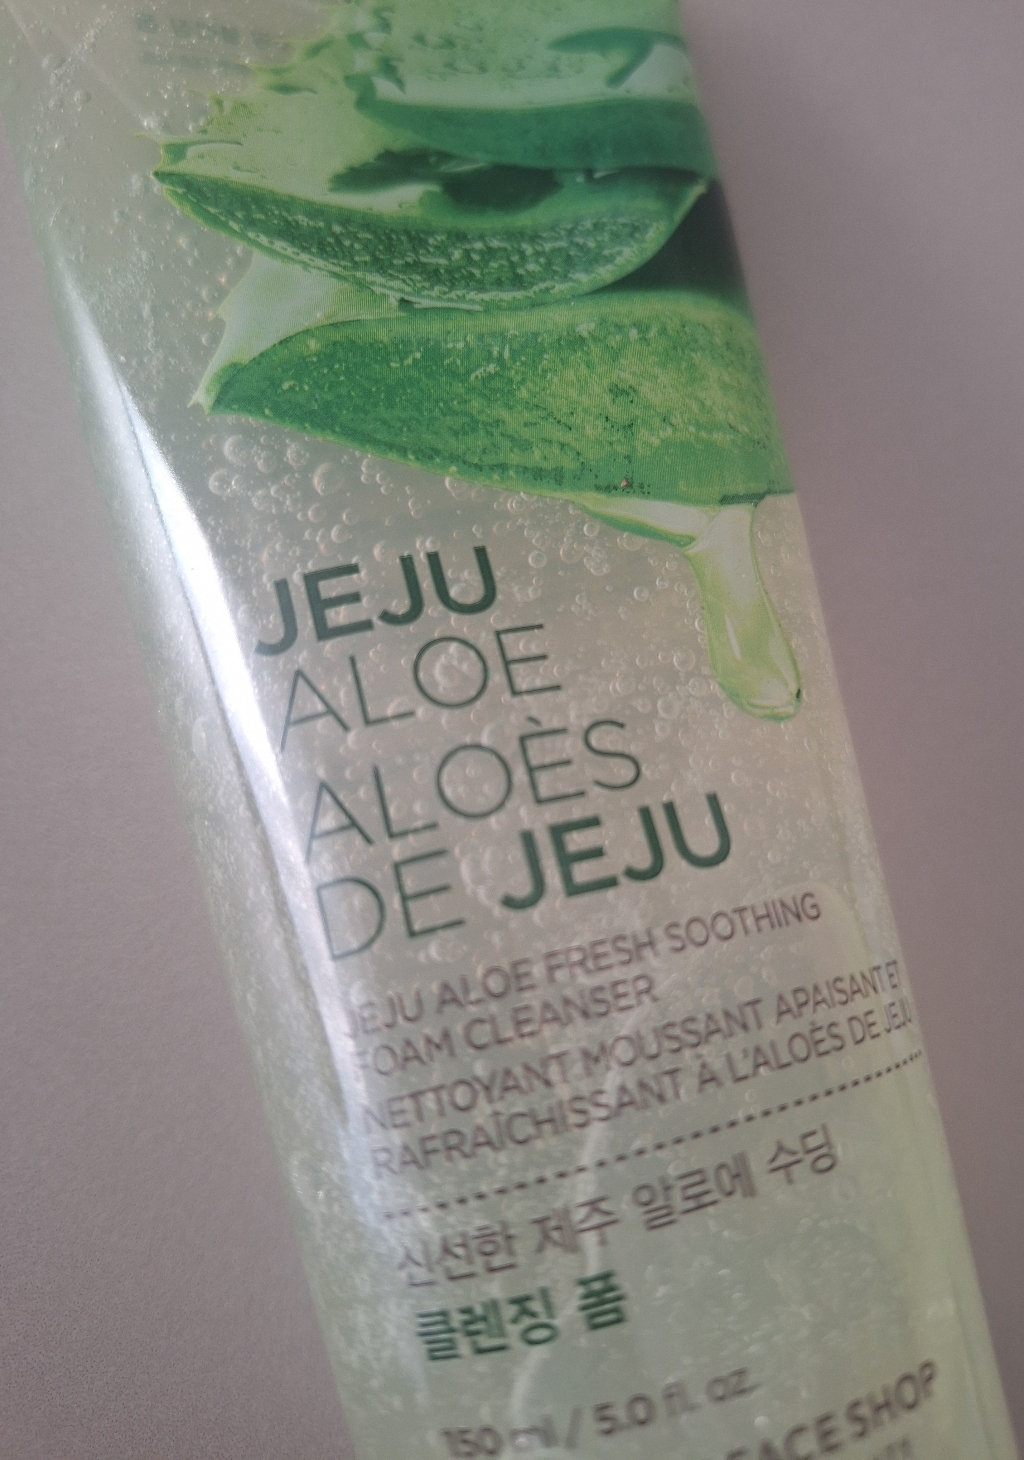 JEJU
ALOE
ALOÈS
DE JEJU
JEJU ALOE FRESH SOOTHING
FOAM CLEANSER
NETTOYANT MOUSSANT APAISANT ET
RAFRAÎCHISSANT À L'ALOÈS DE JEJU
신선한 제주 알로에 수딩
클렌징 폼
150 ml / 5.0 fl. oz.
FACE SHOP